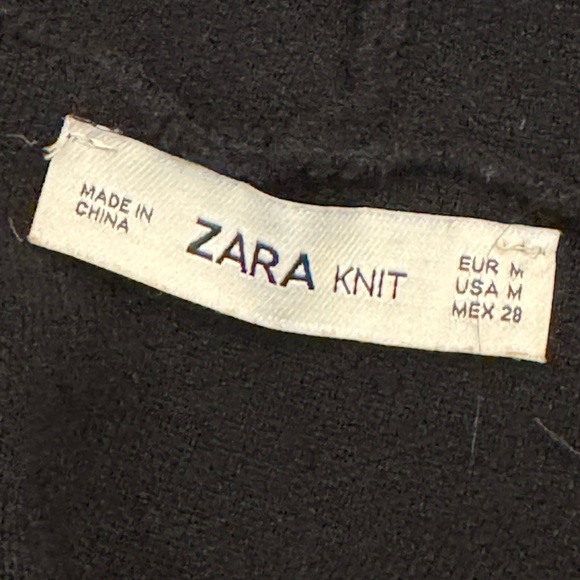 MADE IN
CHINA
ZARA KNIT
EUR M
USA M
MEX 28